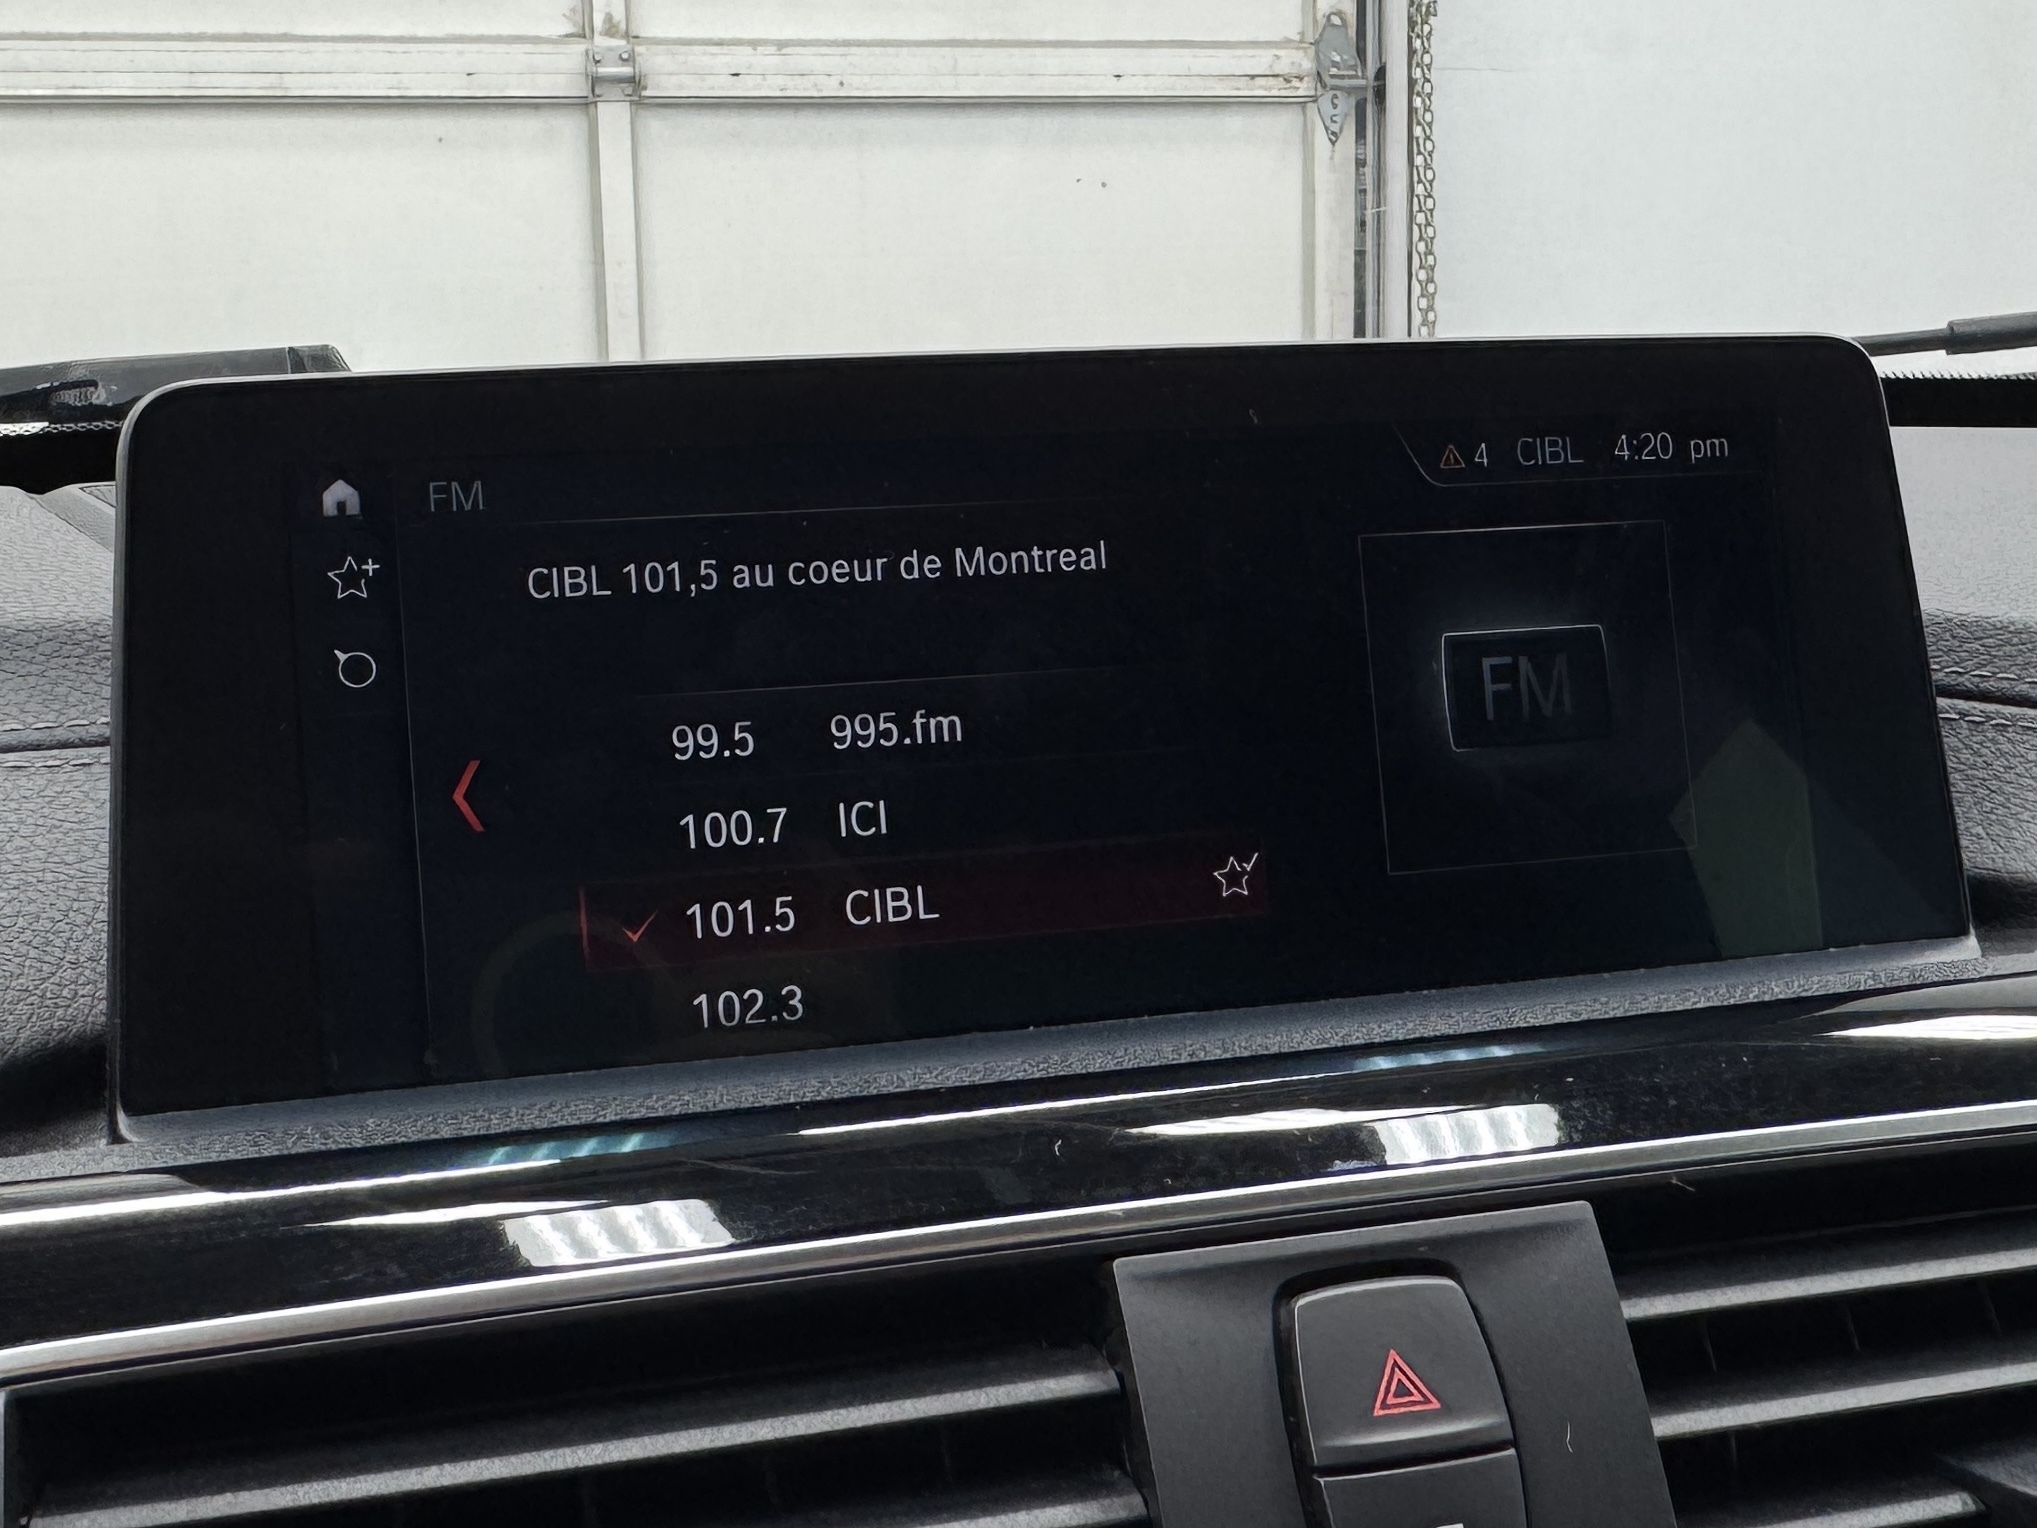 FM
4 CIBL 4:20 pm
CIBL 101,5 au coeur de Montreal
FM
99.5 995.fm
100.7 ICI
101.5 CIBL
102.3